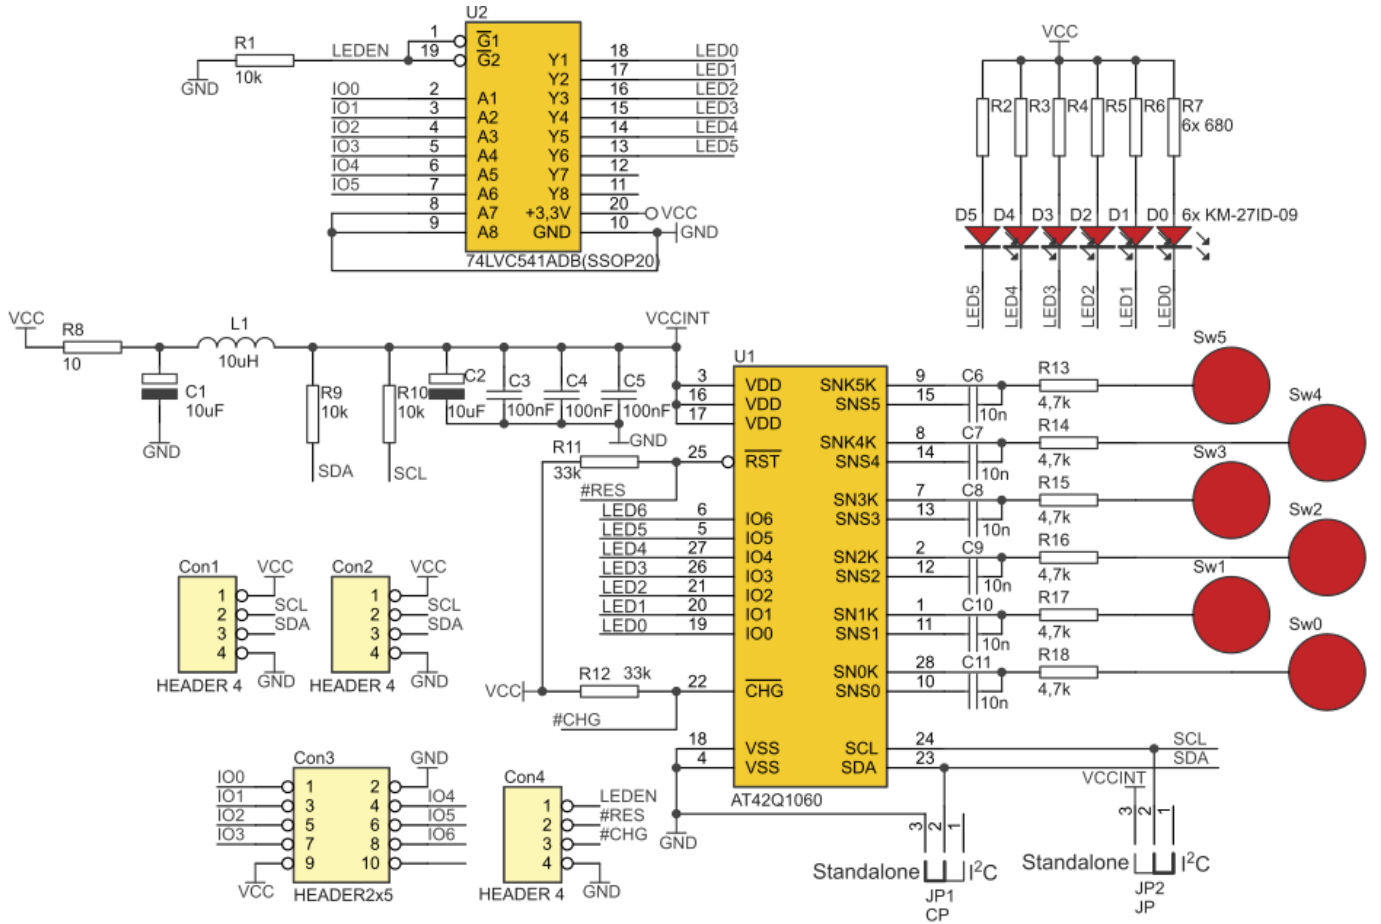 U2
1
G1
19
G2
LEDEN
R1
10k
GND
Y1 18 LED0
Y2 17 LED1
IO0 2 A1 Y3 16 LED2
IO1 3 A2 Y4 15 LED3
IO2 4 A3 Y5 14 LED4
IO3 5 A4 Y6 13 LED5
IO4 6 A5 Y7 12
IO5 7 A6 Y8 11
8 A7 +3,3V 20 VCC
9 A8 GND 10 GND
74LVC541ADB(SSOP20)
VCC
R2 R3 R4 R5 R6 R7
6x 680
D5 D4 D3 D2 D1 D0 6x KM-27ID-09
LED5 LED4 LED3 LED2 LED1 LED0
VCC
R8
10
L1
10uH
VCCINT
C1
10uF
GND
R9
10k
SDA
R10
10k
SCL
C2
10uF
C3
100nF
C4
100nF
C5
100nF
GND
U1
3 VDD SNK5K 9 C6 R13 Sw5
16 VDD SNS5 15 10n 4,7k
17 VDD
SNK4K 8 C7 R14 Sw4
R11
33k
25 RST SNS4 14 10n 4,7k
#RES
SN3K 7 C8 R15 Sw3
LED6 6 IO6 SNS3 13 10n 4,7k
LED5 5 IO5
LED4 27 IO4 SN2K 2 C9 R16 Sw2
LED3 26 IO3 SNS2 12 10n 4,7k
LED2 21 IO2
LED1 20 IO1 SN1K 1 C10 R17 Sw1
LED0 19 IO0 SNS1 11 10n 4,7k
SN0K 28 C11 R18 Sw0
VCC R12 33k 22 CHG SNS0 10 10n 4,7k
#CHG
18 VSS SCL 24 SCL
4 VSS SDA 23 SDA
AT42Q1060
GND
VCCINT
3 2 1
3 2 1
Standalone I²C
JP1
CP
Standalone I²C
JP2
JP
Con1
VCC
1
2 SCL
3 SDA
4
GND
HEADER 4
Con2
VCC
1
2 SCL
3 SDA
4
GND
HEADER 4
Con3
GND
IO0 1 2
IO1 3 4 IO4
IO2 5 6 IO5
IO3 7 8 IO6
9 10
VCC
HEADER2x5
Con4
1 LEDEN
2 #RES
3 #CHG
4
GND
HEADER 4